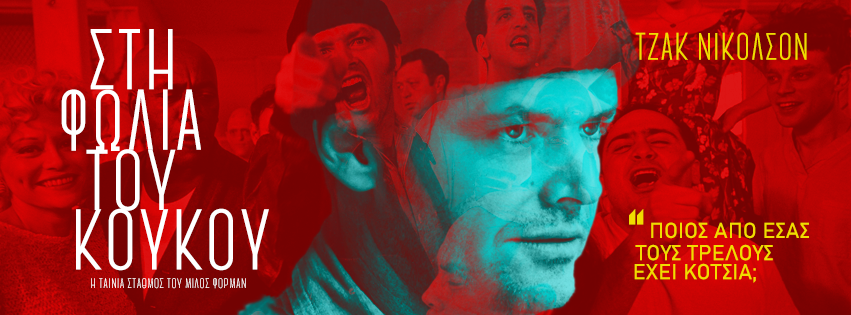 ΣΤΗ
ΦΩΛΙΑ
ΤΟΥ
ΚΟΥΚΟΥ
Η ΤΑΙΝΙΑ ΣΤΑΘΜΟΣ ΤΟΥ ΜΙΛΟΣ ΦΟΡΜΑΝ
ΤΖΑΚ ΝΙΚΟΛΣΟΝ
“ ΠΟΙΟΣ ΑΠΟ ΕΣΑΣ
ΤΟΥΣ ΤΡΕΛΟΥΣ
ΕΧΕΙ ΚΟΤΣΙΑ;